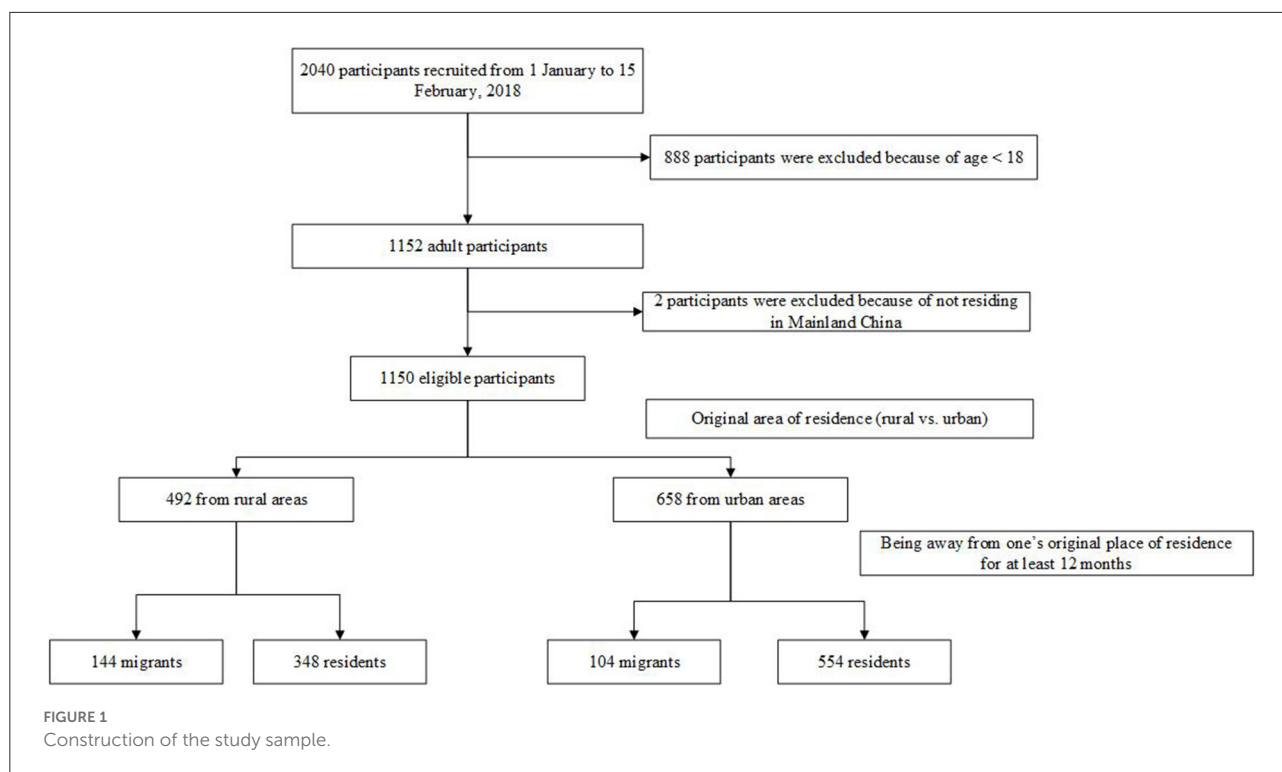 2040 participants recruited from 1 January to 15
February, 2018
888 participants were excluded because of age < 18
1152 adult participants
2 participants were excluded because of not residing
in Mainland China
1150 eligible participants
Original area of residence (rural vs. urban)
492 from rural areas
658 from urban areas
Being away from one's original place of residence
for at least 12 months
144 migrants
348 residents
104 migrants
554 residents
FIGURE 1
Construction of the study sample.